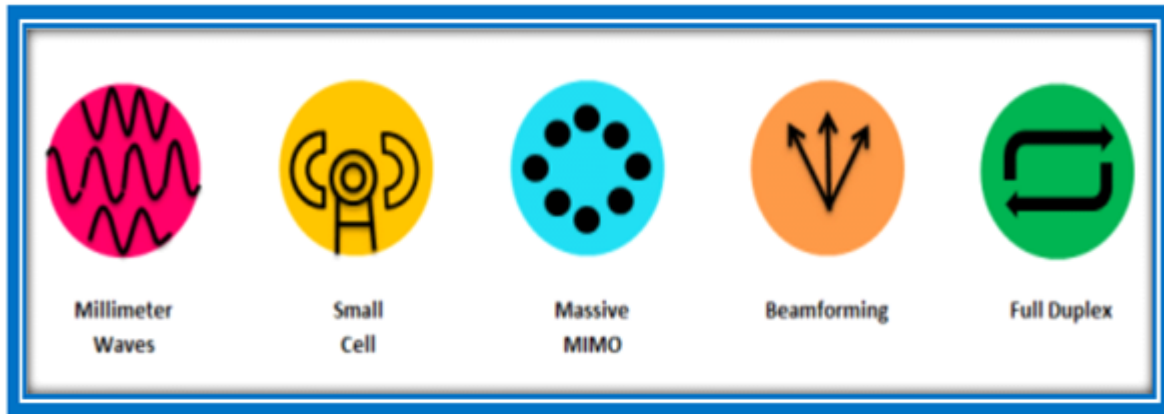 Millimeter
Waves
Small
Cell
Massive
MIMO
Beamforming
Full Duplex